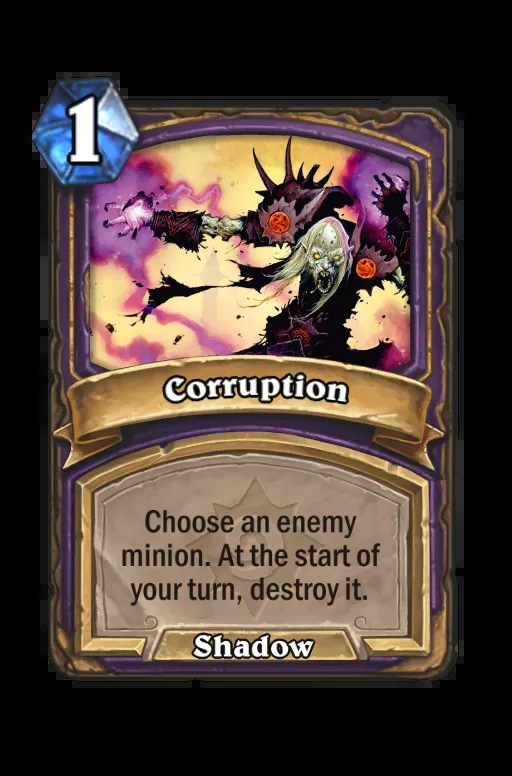 1
Corruption
Choose an enemy
minion. At the start of
your turn, destroy it.
Shadow